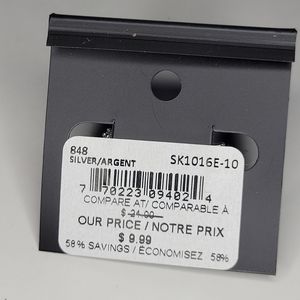 848
SILVER/ARGENT SK1016E-10
7 70223 09402 4
COMPARE AT/ COMPARABLE À
$ 24.00
OUR PRICE / NOTRE PRIX
$ 9.99
58% SAVINGS / ÉCONOMISEZ 58%